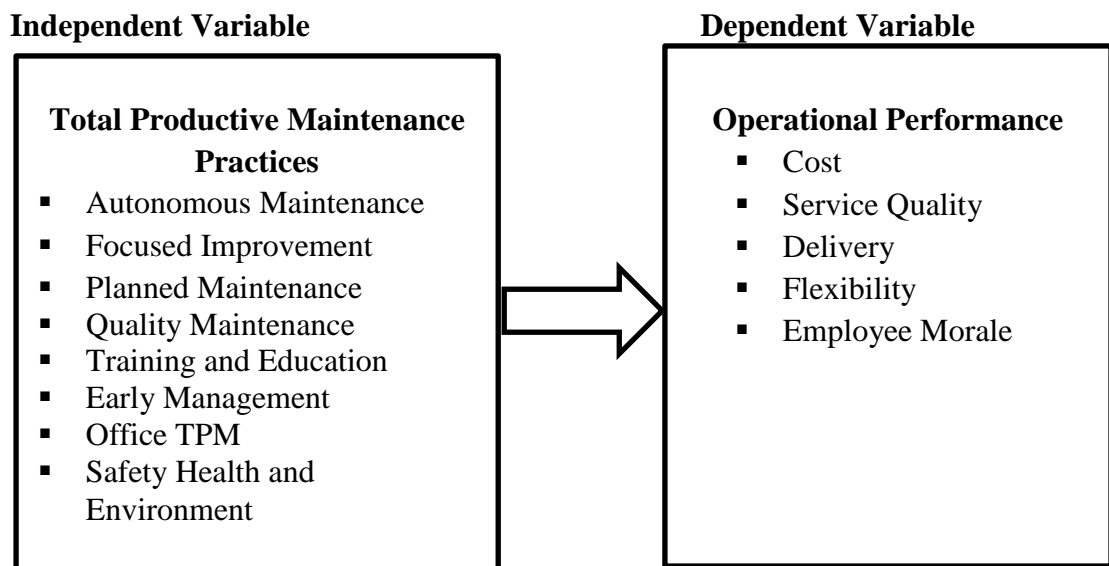 Independent Variable
Total Productive Maintenance
Practices
▪ Autonomous Maintenance
▪ Focused Improvement
▪ Planned Maintenance
▪ Quality Maintenance
▪ Training and Education
▪ Early Management
▪ Office TPM
▪ Safety Health and
Environment
Dependent Variable
Operational Performance
▪ Cost
▪ Service Quality
▪ Delivery
▪ Flexibility
▪ Employee Morale